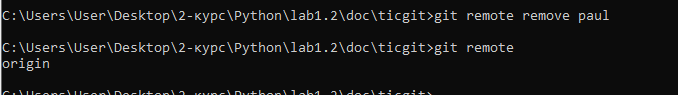 C:\Users\User\Desktop\2-курс\Python\lab1.2\doc\ticgit>git remote remove paul
C:\Users\User\Desktop\2-курс\Python\lab1.2\doc\ticgit>git remote
origin
C:\Users\User\Desktop\2-курс\Python\lab1.2\doc\ticgit>